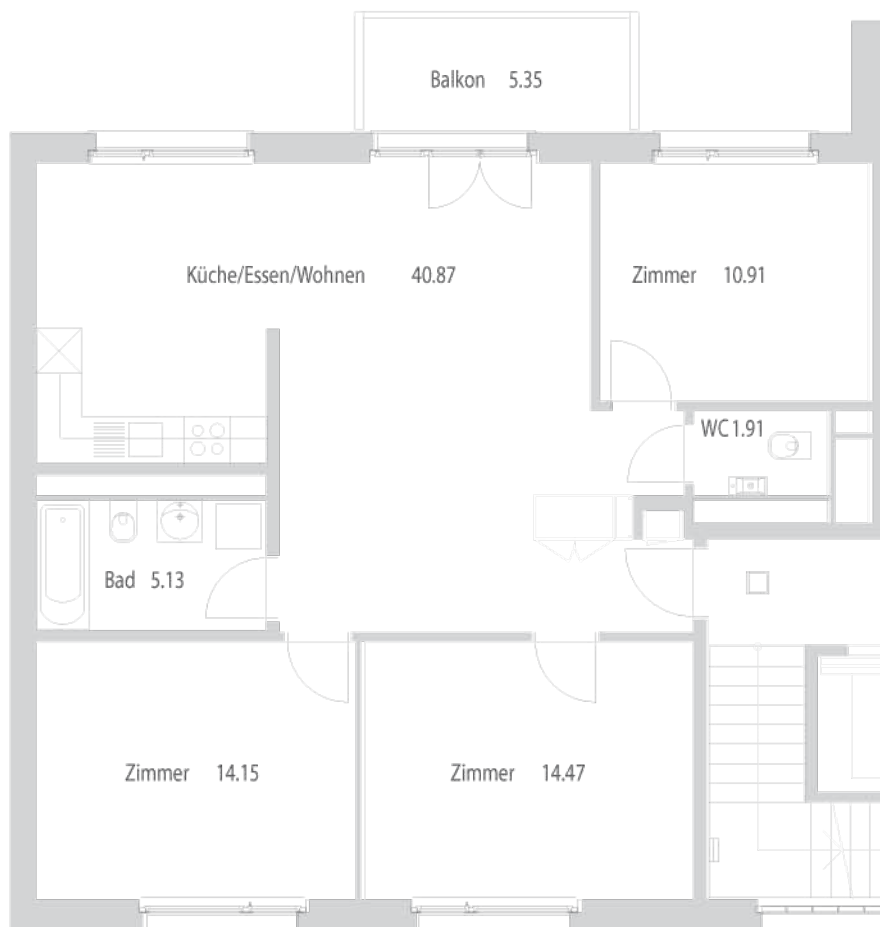 Balkon 5.35
Küche/Essen/Wohnen 40.87
Zimmer 10.91
WC 1.91
Bad 5.13
Zimmer 14.15
Zimmer 14.47